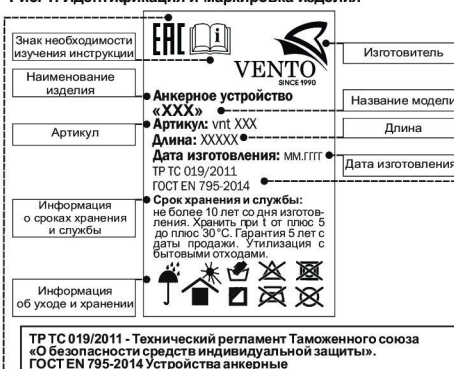 Рис. 1. Идентификация и маркировка изделия
Знак необходимости
изучения инструкции
Наименование
изделия
Артикул
Информация
о сроках хранения
и службы
Информация
об уходе и хранении
EAC
i
VENTO
SINCE 1990
Анкерное устройство
«XXX»
Артикул: vnt XXX
Длина: XXXXX
Дата изготовления: ММ.ГГГГ
ТР ТС 019/2011
ГОСТ EN 795-2014
Срок хранения и службы:
не более 10 лет со дня изготов-
ления. Хранить при t от плюс 5
до плюс 30°С. Гарантия 5 лет с
даты продажи. Утилизация с
бытовыми отходами.
Изготовитель
Название модели
Длина
Дата изготовления
ТР ТС 019/2011 - Технический регламент Таможенного союза
«О безопасности средств индивидуальной защиты».
ГОСТ EN 795-2014 Устройства анкерные